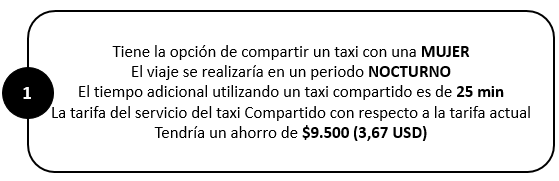 Tiene la opción de compartir un taxi con una MUJER
El viaje se realizaría en un periodo NOCTURNO
1
El tiempo adicional utilizando un taxi compartido es de 25 min
La tarifa del servicio del taxi Compartido con respecto a la tarifa actual
Tendría un ahorro de $9.500 (3,67 USD)